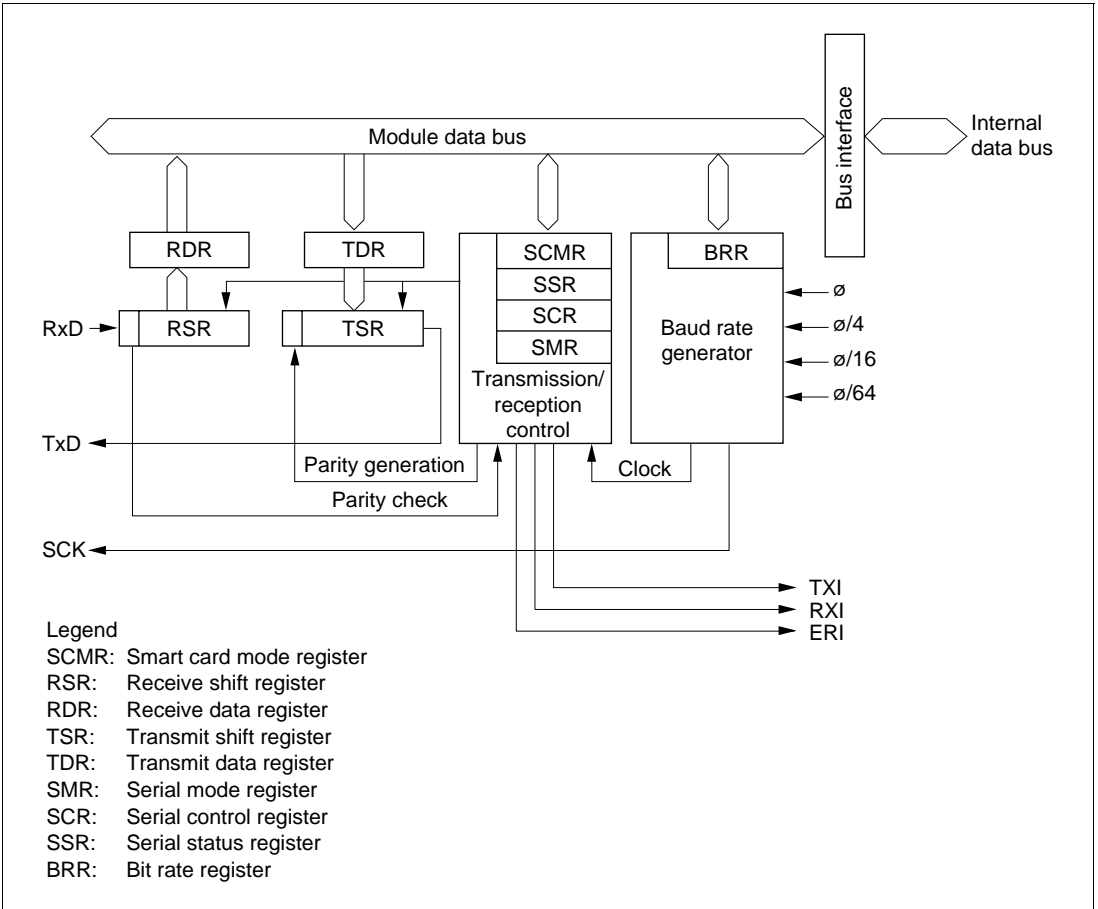 Bus interface
Internal
data bus
Module data bus
RDR
TDR
SCMR
BRR
SSR
SCR
SMR
RxD
RSR
TSR
Baud rate
generator
ø
ø/4
ø/16
ø/64
Transmission/
reception
control
TxD
Parity generation
Clock
Parity check
SCK
TXI
RXI
ERI
Legend
SCMR: Smart card mode register
RSR: Receive shift register
RDR: Receive data register
TSR: Transmit shift register
TDR: Transmit data register
SMR: Serial mode register
SCR: Serial control register
SSR: Serial status register
BRR: Bit rate register